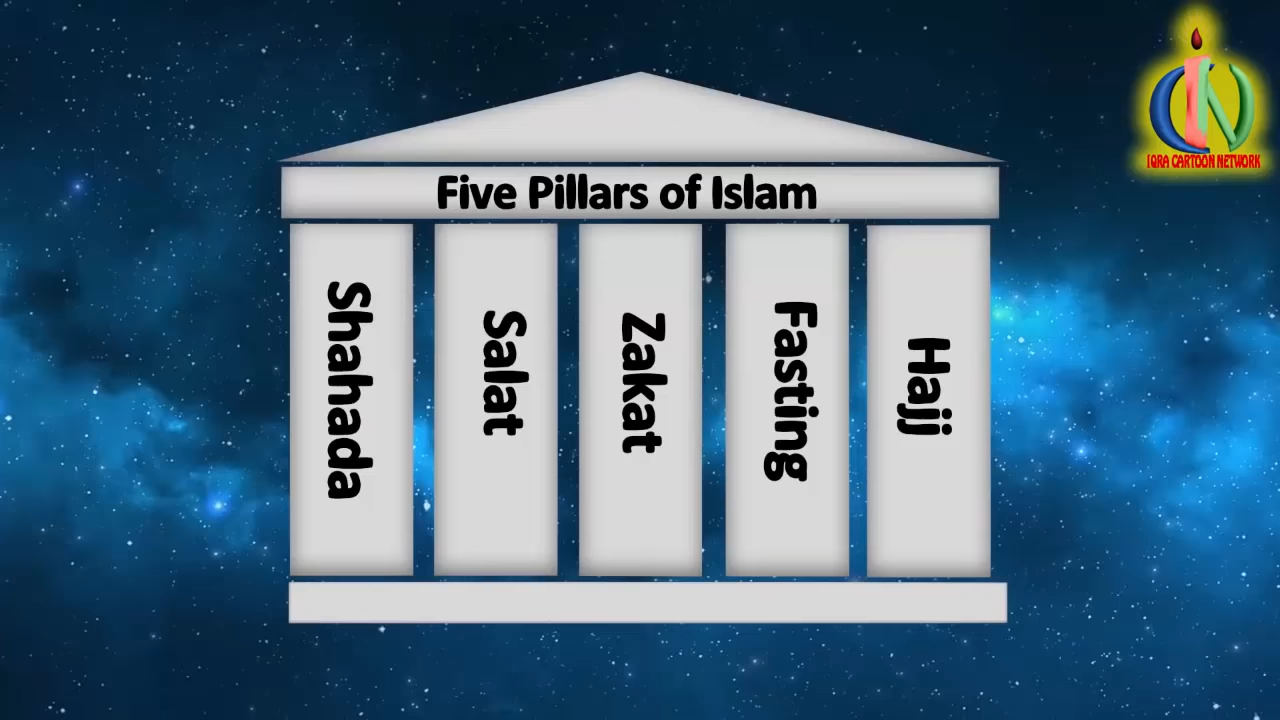 Five Pillars of Islam
Shahada
Salat
Zakat
Fasting
Hajj
IQRA CARTOON NETWORK